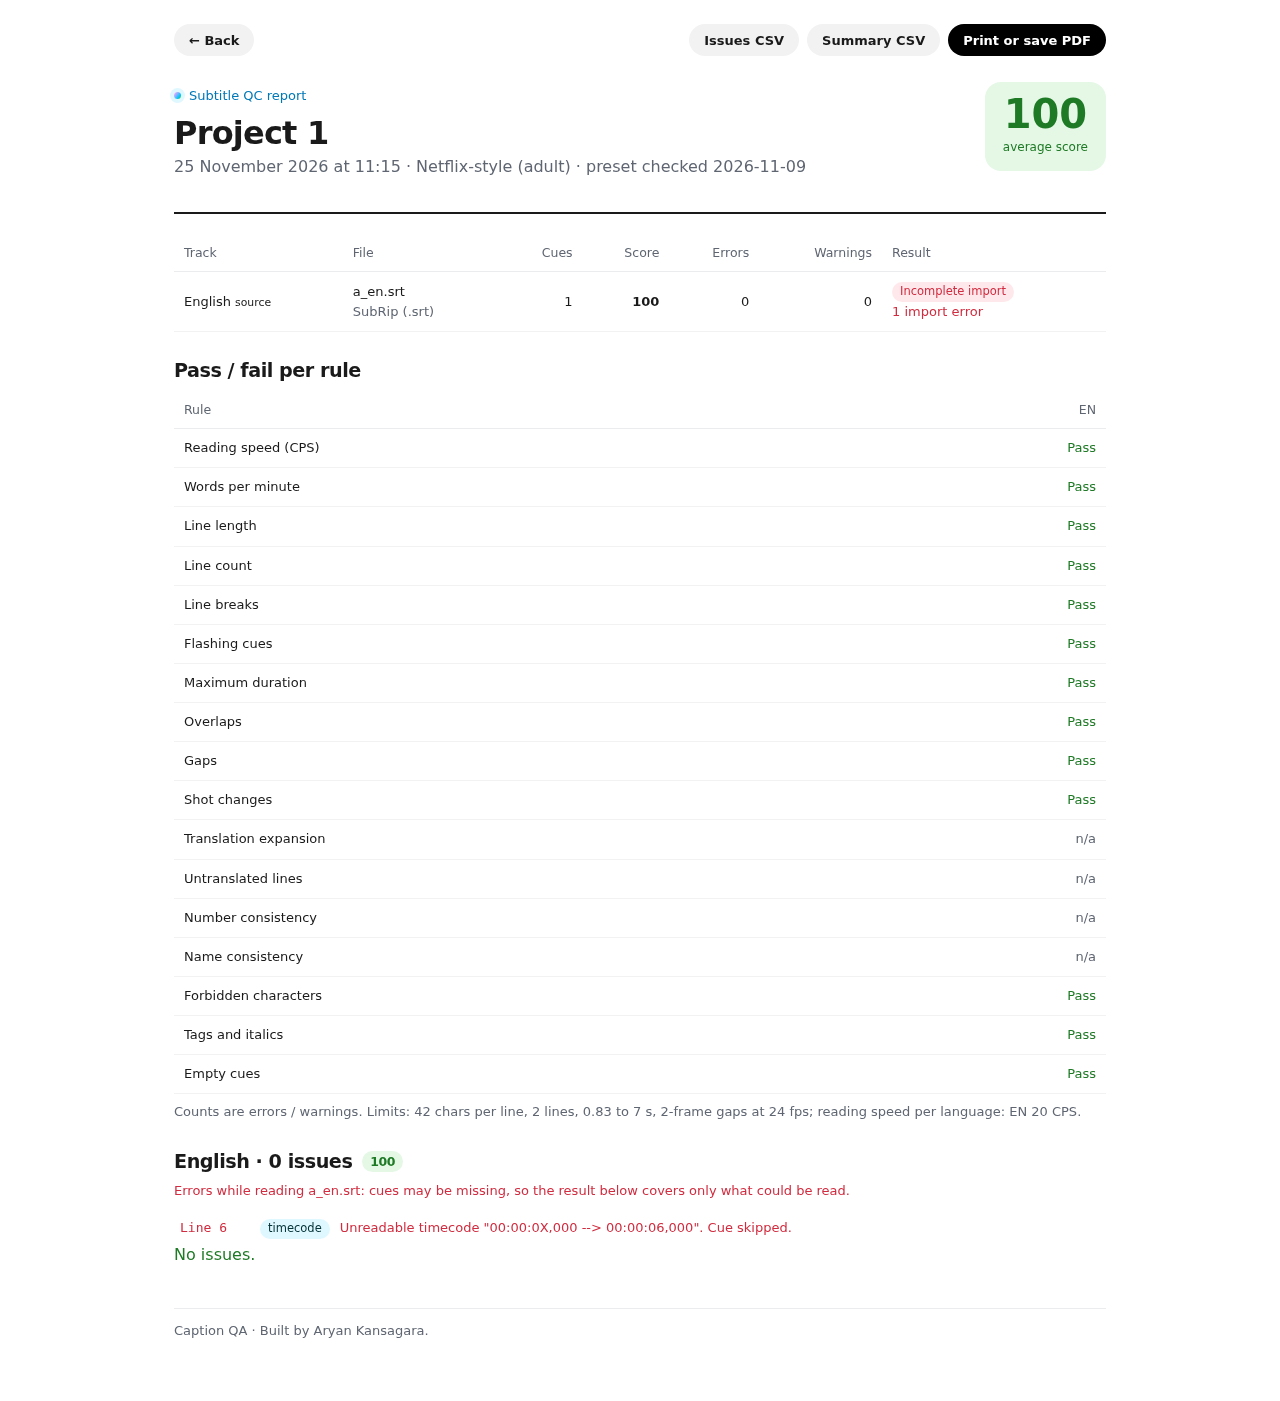 ← Back
Issues CSV
Summary CSV
Print or save PDF
Subtitle QC report
Project 1
25 November 2026 at 11:15 · Netflix-style (adult) · preset checked 2026-11-09
100
average score
Track File Cues Score Errors Warnings Result
English source a_en.srt 1 100 0 0 Incomplete import
SubRip (.srt) 1 import error
Pass / fail per rule
Rule EN
Reading speed (CPS) Pass
Words per minute Pass
Line length Pass
Line count Pass
Line breaks Pass
Flashing cues Pass
Maximum duration Pass
Overlaps Pass
Gaps Pass
Shot changes Pass
Translation expansion n/a
Untranslated lines n/a
Number consistency n/a
Name consistency n/a
Forbidden characters Pass
Tags and italics Pass
Empty cues Pass
Counts are errors / warnings. Limits: 42 chars per line, 2 lines, 0.83 to 7 s, 2-frame gaps at 24 fps; reading speed per language: EN 20 CPS.
English · 0 issues 100
Errors while reading a_en.srt: cues may be missing, so the result below covers only what could be read.
Line 6 timecode Unreadable timecode "00:00:0X,000 --> 00:00:06,000". Cue skipped.
No issues.
Caption QA · Built by Aryan Kansagara.